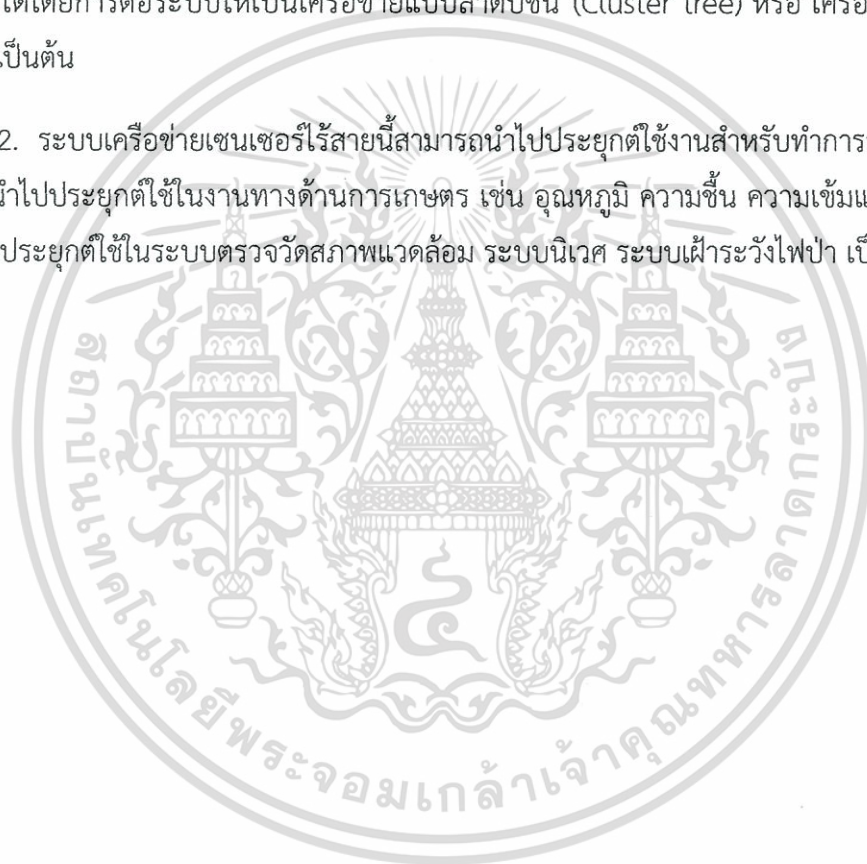 ได้โดยการต่อระบบให้เป็นเครือข่ายแบบลำดับชั้น (Cluster tree) หรือ
เป็นต้น
2. ระบบเครือข่ายเซนเซอร์ไร้สายนี้สามารถนำไปประยุกต์ใช้งานสำหรับทำการ
นำไปประยุกต์ใช้ในงานทางด้านการเกษตร เช่น อุณหภูมิ ความชื้น ความเข้ม
ประยุกต์ใช้ในระบบตรวจวัดสภาพแวดล้อม ระบบนิเวศ ระบบเฝ้าระวังไฟป่า
สถาบันเทคโนโลยีพระจอมเกล้าเจ้าคุณทหารลาดกระบัง
๔